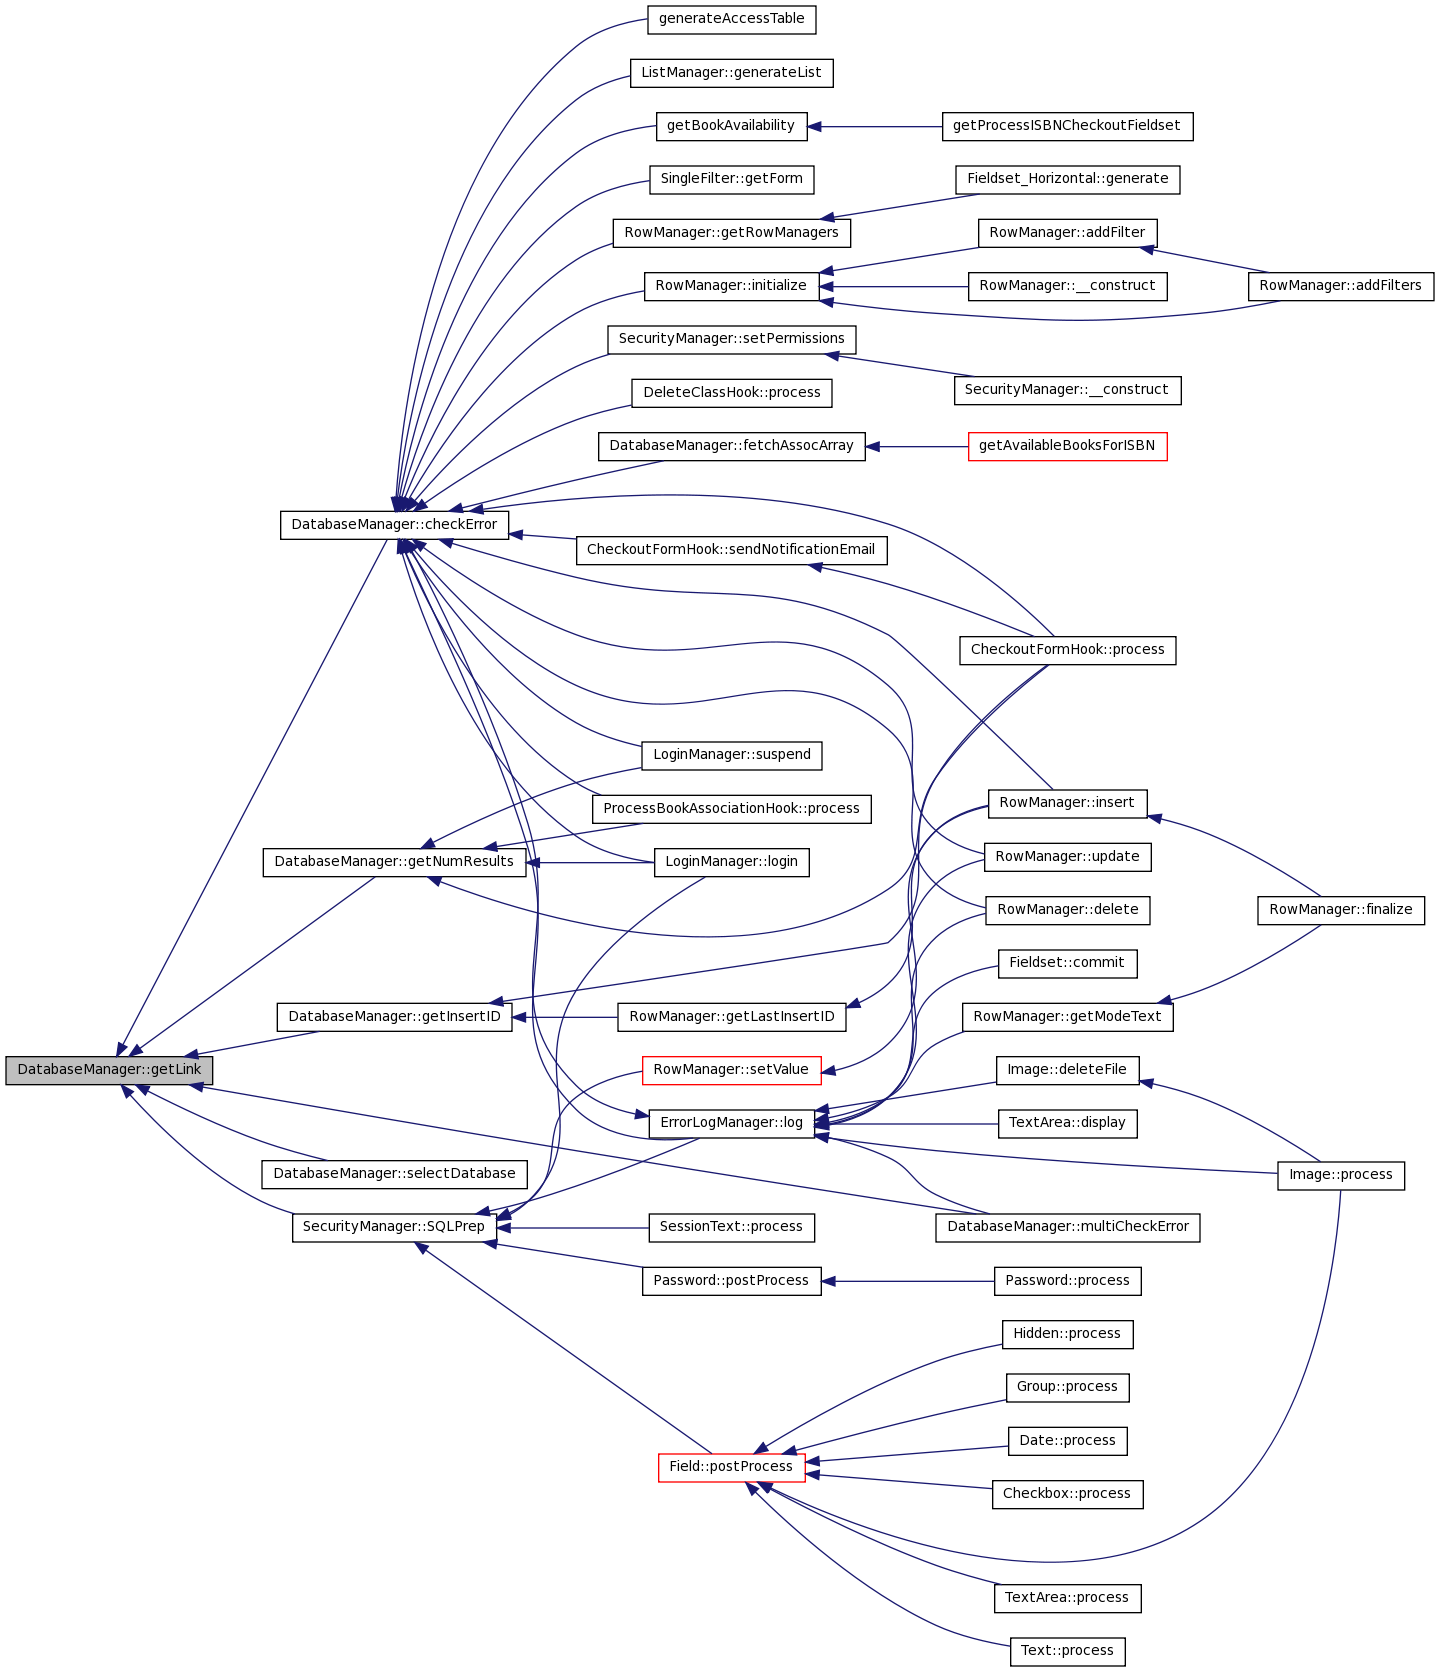 generateAccessTable
ListManager::generateList
getBookAvailability
getProcessISBNCheckoutFieldset
SingleFilter::getForm
Fieldset_Horizontal::generate
RowManager::getRowManagers
RowManager::addFilter
RowManager::initialize
RowManager::__construct
RowManager::addFilters
SecurityManager::setPermissions
SecurityManager::__construct
DeleteClassHook::process
DatabaseManager::fetchAssocArray
getAvailableBooksForISBN
DatabaseManager::checkError
CheckoutFormHook::sendNotificationEmail
CheckoutFormHook::process
LoginManager::suspend
ProcessBookAssociationHook::process
RowManager::insert
DatabaseManager::getNumResults
LoginManager::login
RowManager::update
RowManager::delete
RowManager::finalize
Fieldset::commit
DatabaseManager::getInsertID
RowManager::getLastInsertID
RowManager::getModeText
DatabaseManager::getLink
RowManager::setValue
Image::deleteFile
ErrorLogManager::log
TextArea::display
DatabaseManager::selectDatabase
Image::process
SecurityManager::SQLPrep
SessionText::process
DatabaseManager::multiCheckError
Password::postProcess
Password::process
Hidden::process
Group::process
Date::process
Field::postProcess
Checkbox::process
TextArea::process
Text::process